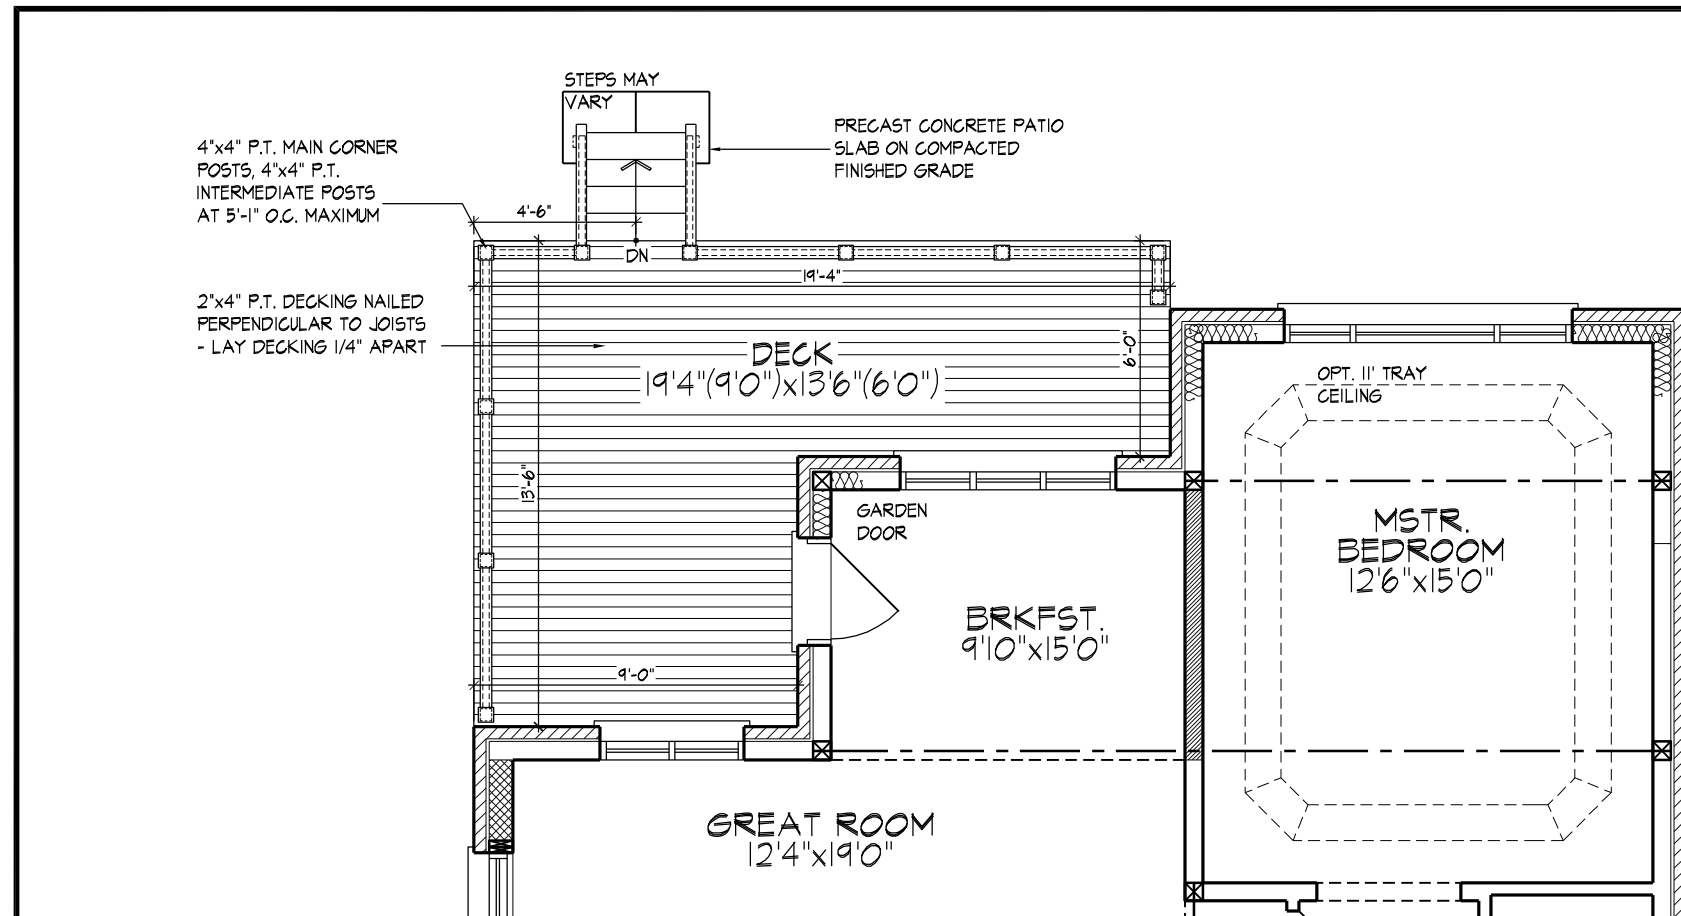 STEPS MAY
VARY
4"x4" P.T. MAIN CORNER
POSTS, 4"x4" P.T.
INTERMEDIATE POSTS
AT 5'-1" O.C. MAXIMUM
PRECAST CONCRETE PATIO
SLAB ON COMPACTED
FINISHED GRADE
4'-6"
DN
19'-4"
2"x4" P.T. DECKING NAILED
PERPENDICULAR TO JOISTS
- LAY DECKING 1/4" APART
DECK
19'4"(9'0")x13'6"(6'0")
6'-0"
OPT. 11' TRAY
CEILING
13'-6"
GARDEN
DOOR
MSTR.
BEDROOM
12'6"x15'0"
BRKFST.
9'10"x15'0"
9'-0"
GREAT ROOM
12'4"x19'0"